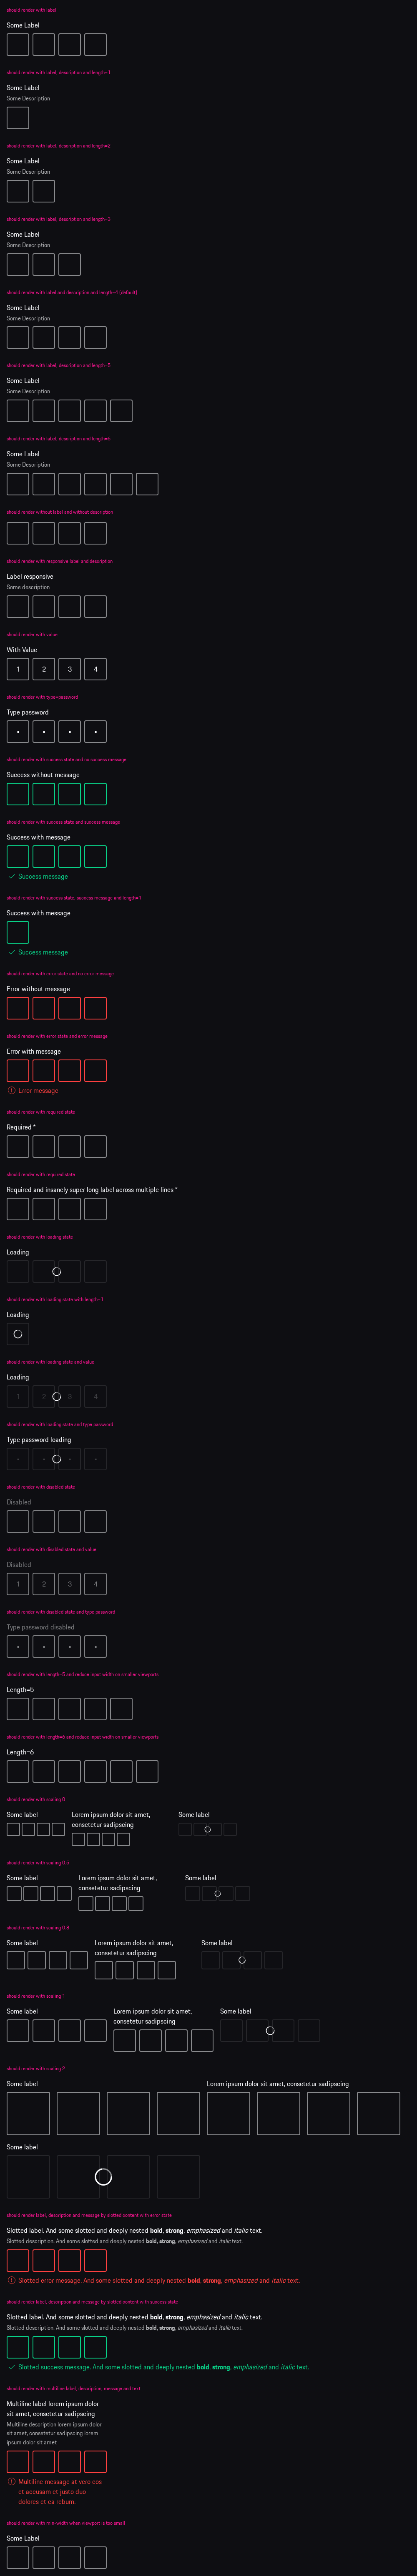 should render with label
Some Label
should render with label, description and length=1
Some Label
Some Description
should render with label, description and length=2
Some Label
Some Description
should render with label, description and length=3
Some Label
Some Description
should render with label and description and length=4 (default)
Some Label
Some Description
should render with label, description and length=5
Some Label
Some Description
should render with label, description and length=6
Some Label
Some Description
should render without label and without description
should render with responsive label and description
Label responsive
Some description
should render with value
With Value
1 2 3 4
should render with type=password
Type password
• • • •
should render with success state and no success message
Success without message
should render with success state and success message
Success with message
Success message
should render with success state, success message and length=1
Success with message
Success message
should render with error state and no error message
Error without message
should render with error state and error message
Error with message
Error message
should render with required state
Required *
should render with required state
Required and insanely super long label across multiple lines *
should render with loading state
Loading
should render with loading state with length=1
Loading
should render with loading state and value
Loading
1 2 3 4
should render with loading state and type password
Type password loading
• • • •
should render with disabled state
Disabled
should render with disabled state and value
Disabled
1 2 3 4
should render with disabled state and type password
Type password disabled
• • • •
should render with length=5 and reduce input width on smaller viewports
Length=5
should render with length=6 and reduce input width on smaller viewports
Length=6
should render with scaling 0
Some label
Lorem ipsum dolor sit amet,
consetetur sadipscing
Some label
should render with scaling 0.5
Some label
Lorem ipsum dolor sit amet,
consetetur sadipscing
Some label
should render with scaling 0.8
Some label
Lorem ipsum dolor sit amet,
consetetur sadipscing
Some label
should render with scaling 1
Some label
Lorem ipsum dolor sit amet,
consetetur sadipscing
Some label
should render with scaling 2
Some label
Lorem ipsum dolor sit amet, consetetur sadipscing
Some label
should render label, description and message by slotted content with error state
Slotted label. And some slotted and deeply nested bold, strong, emphasized and italic text.
Slotted description. And some slotted and deeply nested bold, strong, emphasized and italic text.
Slotted error message. And some slotted and deeply nested bold, strong, emphasized and italic text.
should render label, description and message by slotted content with success state
Slotted label. And some slotted and deeply nested bold, strong, emphasized and italic text.
Slotted description. And some slotted and deeply nested bold, strong, emphasized and italic text.
Slotted success message. And some slotted and deeply nested bold, strong, emphasized and italic text.
should render with multiline label, description, message and text
Multiline label lorem ipsum dolor
sit amet, consetetur sadipscing
Multiline description lorem ipsum dolor
sit amet, consetetur sadipscing lorem
ipsum dolor sit amet
Multiline message at vero eos
et accusam et justo duo
dolores et ea rebum.
should render with min-width when viewport is too small
Some Label